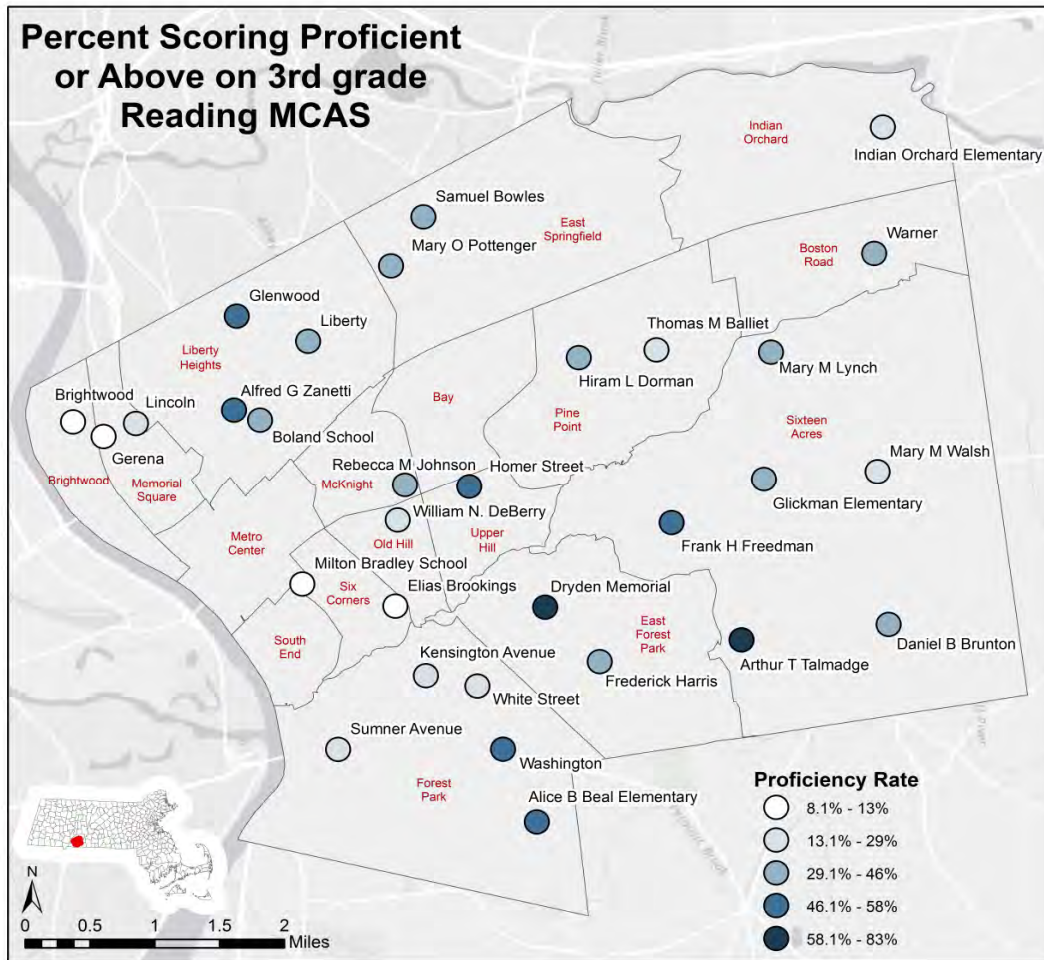 Percent Scoring Proficient
or Above on 3rd grade
Reading MCAS
Indian
Orchard
Indian Orchard Elementary
Samuel Bowles
East
Springfield
Mary O Pottenger
Boston
Road
Warner
Glenwood
Liberty
Liberty
Heights
Thomas M Balliet
Hiram L Dorman
Mary M Lynch
Brightwood
Lincoln
Alfred G Zanetti
Boland School
Bay
Pine
Point
Sixteen
Acres
Gerena
Brightwood
Memorial
Square
Rebecca M Johnson
Homer Street
McKnight
Mary M Walsh
Glickman Elementary
William N. DeBerry
Metro
Center
Old Hill
Upper
Hill
Frank H Freedman
Milton Bradley School
Six
Corners
Elias Brookings
Dryden Memorial
East
Forest
Park
South
End
Arthur T Talmadge
Daniel B Brunton
Kensington Avenue
White Street
Frederick Harris
Sumner Avenue
Washington
Forest
Park
Alice B Beal Elementary
Proficiency Rate
8.1% - 13%
13.1% - 29%
29.1% - 46%
46.1% - 58%
58.1% - 83%
N
0 0.5 1 1.5 2
Miles